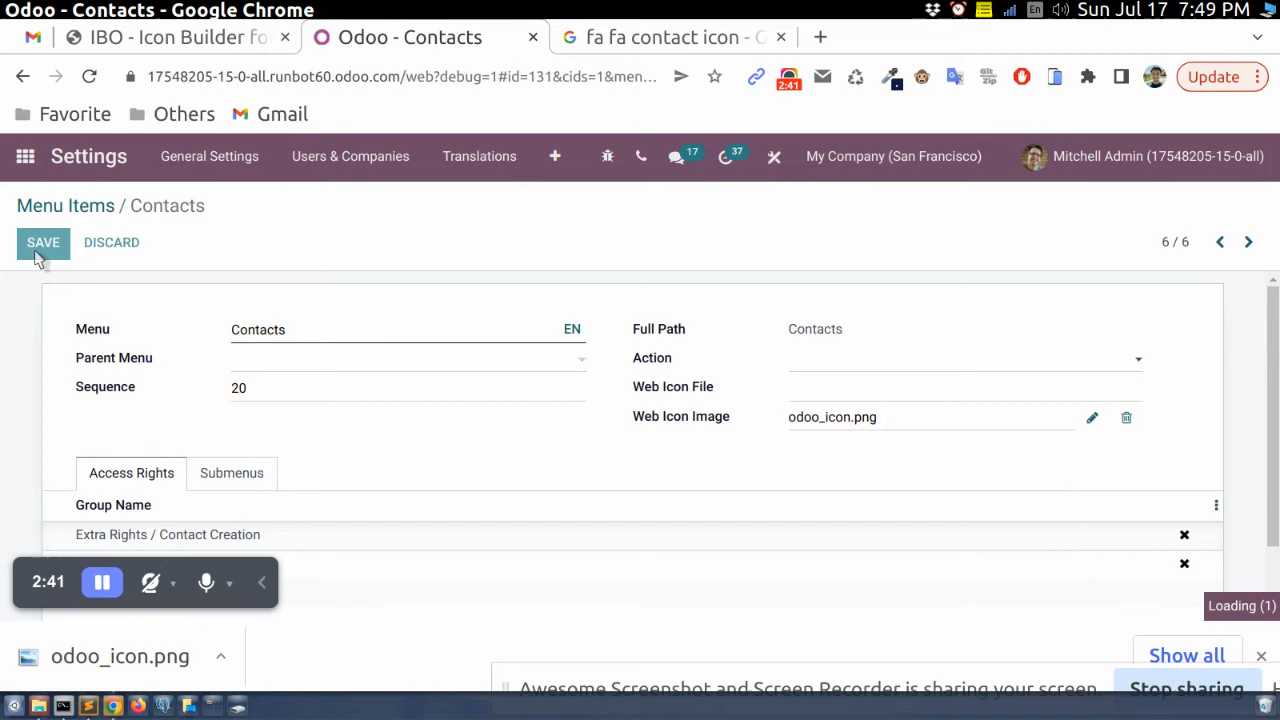 Odoo - Contacts - Google Chrome
En
Sun Jul 17 7:49 PM
IBO - Icon Builder fo
Odoo - Contacts
fa fa contact icon - G
17548205-15-0-all.runbot60.odoo.com/web?debug=1#id=131&cids=1&men…
2:41
Update
Favorite
Others
Gmail
Settings
General Settings
Users & Companies
Translations
17
37
My Company (San Francisco)
Mitchell Admin (17548205-15-0-all)
Menu Items / Contacts
SAVE
DISCARD
6 / 6
Menu
Contacts
EN
Full Path
Contacts
Parent Menu
Action
Sequence
20
Web Icon File
Web Icon Image
odoo_icon.png
Access Rights
Submenus
Group Name
Extra Rights / Contact Creation
2:41
Loading (1)
odoo_icon.png
Show all
Awesome Screenshot and Screen Recorder is sharing your screen.
Stop sharing